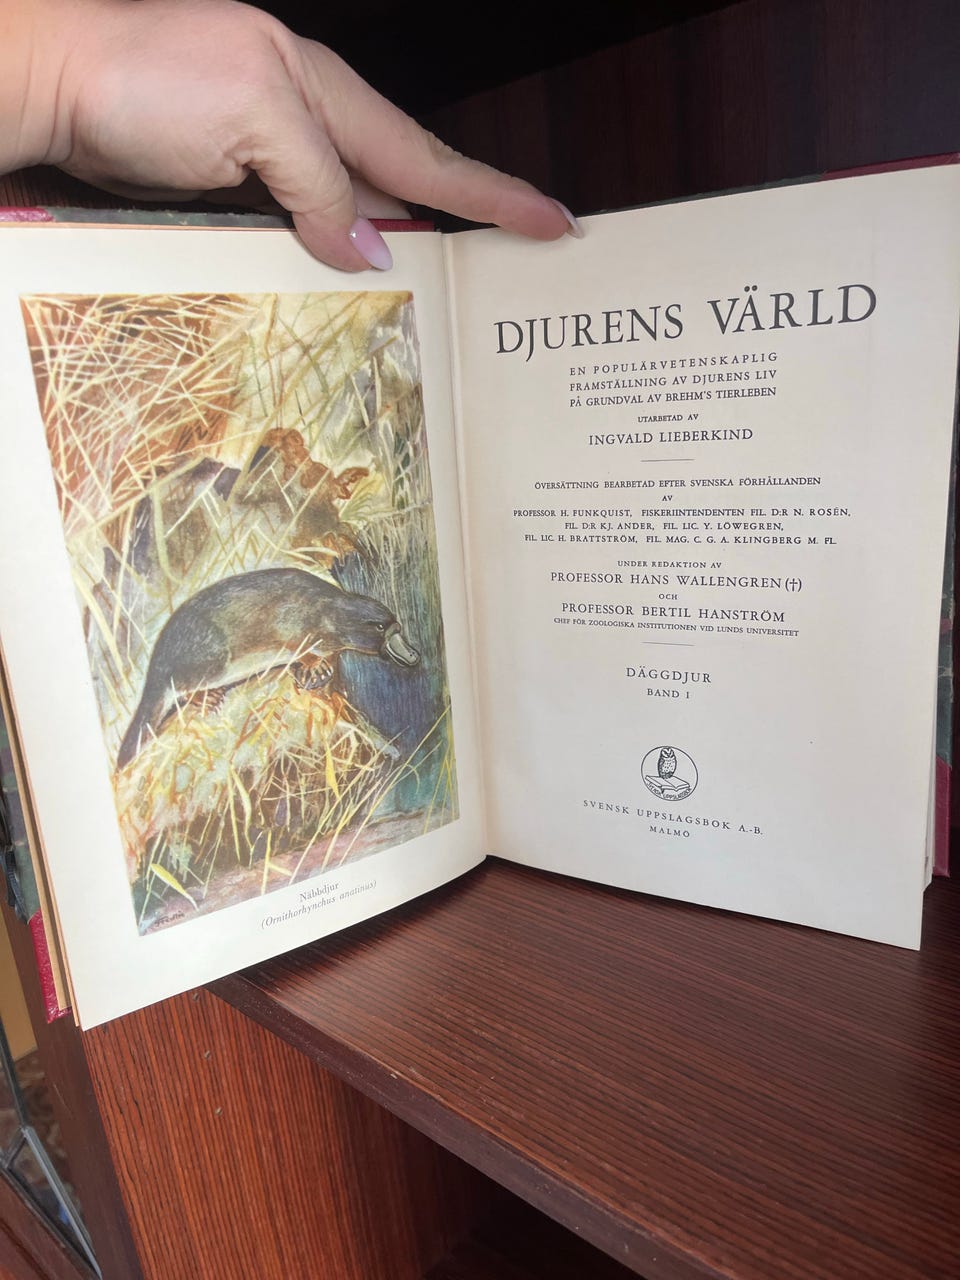 Näbbdjur
(Ornithorhynchus anatinus)
DJURENS VÄRLD
EN POPULÄRVETENSKAPLIG
FRAMSTÄLLNING AV DJURENS LIV
PÅ GRUNDVAL AV BREHM'S TIERLEBEN
UTARBETAD AV
INGVALD LIEBERKIND
ÖVERSÄTTNING BEARBETAD EFTER SVENSKA FÖRHÅLLANDEN
AV
PROFESSOR H. FUNKQUIST, FISKERIINTENDENTEN FIL. D:R N. ROSÉN,
FIL. D:R KJ. ANDER, FIL. LIC. Y. LÖWEGREN,
FIL. LIC. H. BRATTSTRÖM, FIL. MAG. C. G. A. KLINGBERG M. FL.
UNDER REDAKTION AV
PROFESSOR HANS WALLENGREN (†)
OCH
PROFESSOR BERTIL HANSTRÖM
CHEF FÖR ZOOLOGISKA INSTITUTIONEN VID LUNDS UNIVERSITET
DÄGGDJUR
BAND I
SVENSK UPPSLAGSBOK
SVENSK UPPSLAGSBOK A.-B.
MALMÖ